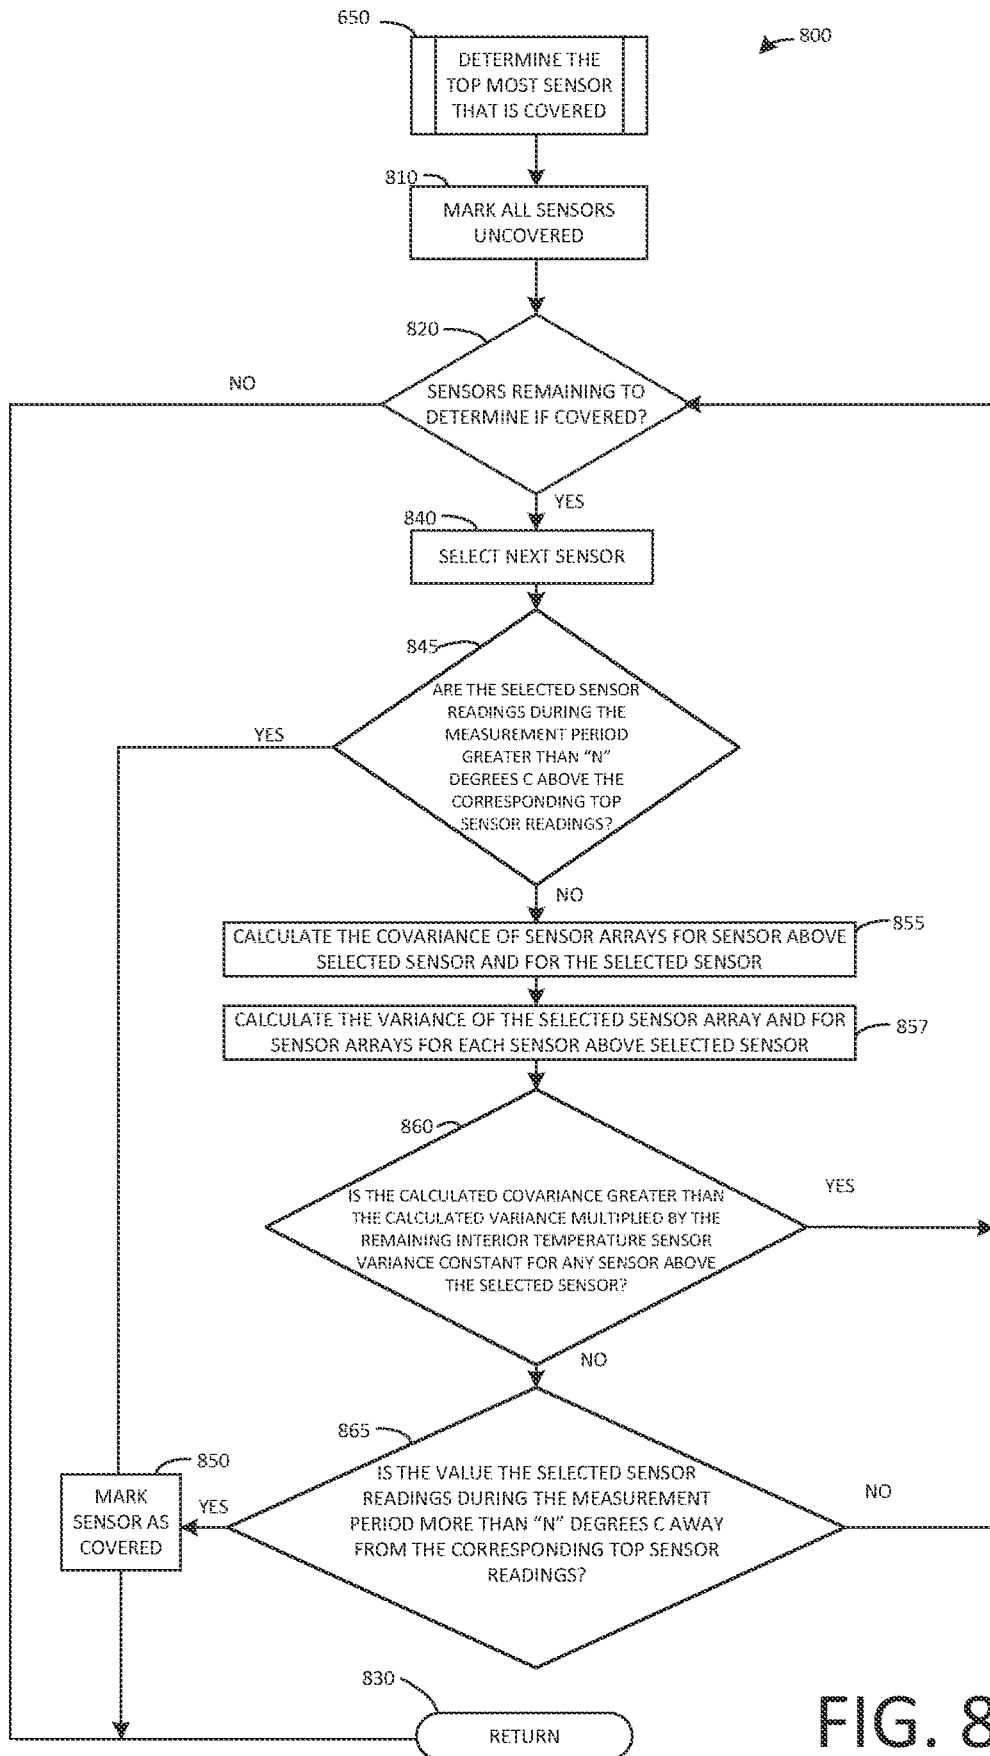 650
800
DETERMINE THE
TOP MOST SENSOR
THAT IS COVERED
810
MARK ALL SENSORS
UNCOVERED
820
NO
SENSORS REMAINING TO
DETERMINE IF COVERED?
YES
840
SELECT NEXT SENSOR
845
ARE THE SELECTED SENSOR
READINGS DURING THE
MEASUREMENT PERIOD
GREATER THAN “N”
DEGREES C ABOVE THE
CORRESPONDING TOP
SENSOR READINGS?
YES
NO
855
CALCULATE THE COVARIANCE OF SENSOR ARRAYS FOR SENSOR ABOVE
SELECTED SENSOR AND FOR THE SELECTED SENSOR
CALCULATE THE VARIANCE OF THE SELECTED SENSOR ARRAY AND FOR
SENSOR ARRAYS FOR EACH SENSOR ABOVE SELECTED SENSOR
857
860
IS THE CALCULATED COVARIANCE GREATER THAN
THE CALCULATED VARIANCE MULTIPLIED BY THE
REMAINING INTERIOR TEMPERATURE SENSOR
VARIANCE CONSTANT FOR ANY SENSOR ABOVE
THE SELECTED SENSOR?
YES
NO
865
IS THE VALUE THE SELECTED SENSOR
READINGS DURING THE MEASUREMENT
PERIOD MORE THAN “N” DEGREES C AWAY
FROM THE CORRESPONDING TOP SENSOR
READINGS?
NO
850
YES
MARK
SENSOR AS
COVERED
830
RETURN
FIG. 8